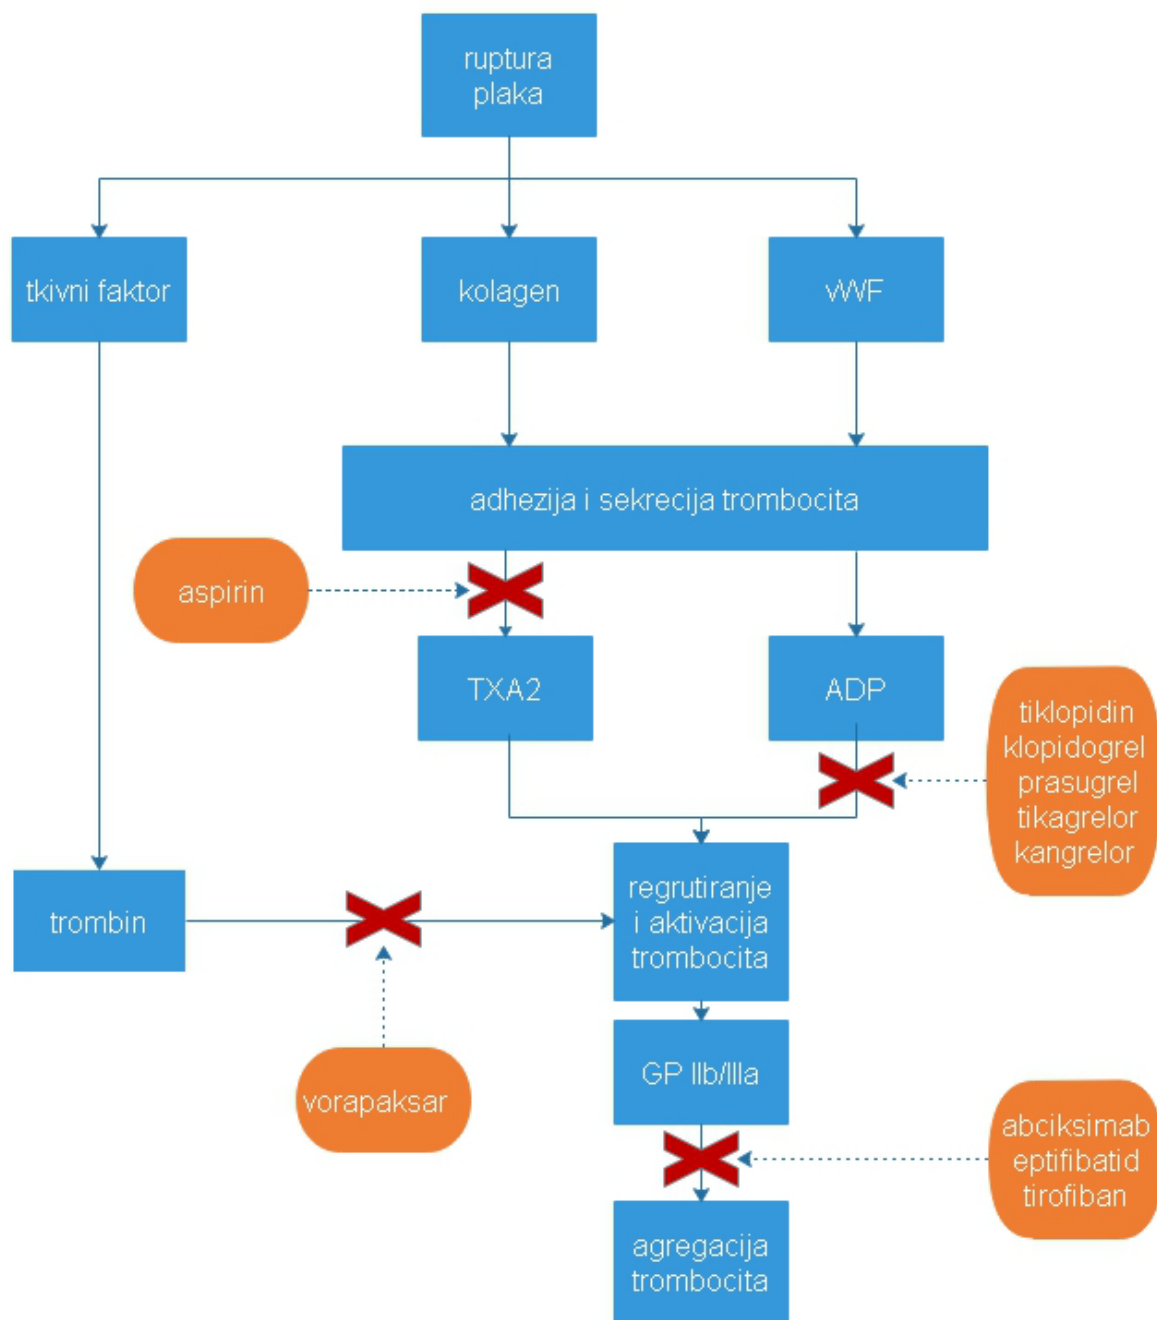 ruptura
plaka
tkivni faktor
kolagen
vWF
adhezija i sekrecija trombocita
aspirin
TXA2
ADP
tiklopidin
klopidogrel
prasugrel
tikagrelor
kangrelor
trombin
regrutiranje
i aktivacija
trombocita
GP IIb/IIIa
vorapaksar
abciksimab
eptifibatid
tirofiban
agregacija
trombocita